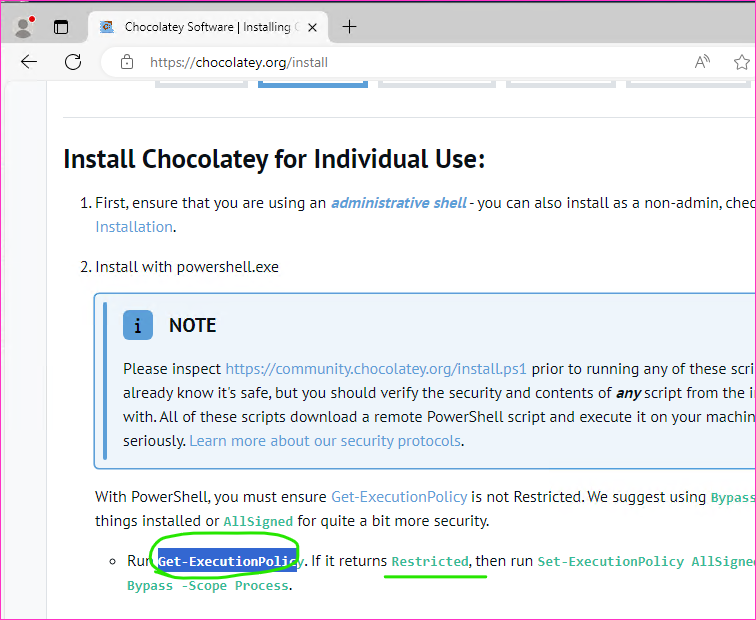 Chocolatey Software | Installing C
https://chocolatey.org/install
Install Chocolatey for Individual Use:
1. First, ensure that you are using an administrative shell - you can also install as a non-admin, chec
Installation.
2. Install with powershell.exe
i NOTE
Please inspect https://community.chocolatey.org/install.ps1 prior to running any of these scri
already know it's safe, but you should verify the security and contents of any script from the i
with. All of these scripts download a remote PowerShell script and execute it on your machin
seriously. Learn more about our security protocols.
With PowerShell, you must ensure Get-ExecutionPolicy is not Restricted. We suggest using Bypass
things installed or AllSigned for quite a bit more security.
Run Get-ExecutionPolicy. If it returns Restricted, then run Set-ExecutionPolicy AllSigned
Bypass -Scope Process.